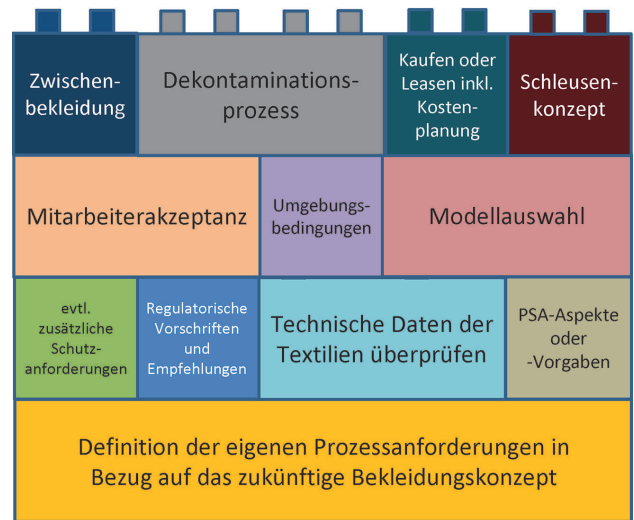 Zwischen-
bekleidung
Dekontaminations-
prozess
Kaufen oder
Leasen inkl.
Kosten-
planung
Schleusen-
konzept
Mitarbeiterakzeptanz
Umgebungs-
bedingungen
Modellauswahl
evtl.
zusätzliche
Schutz-
anforderungen
Regulatorische
Vorschriften
und
Empfehlungen
Technische Daten der
Textilien überprüfen
PSA-Aspekte
oder
-Vorgaben
Definition der eigenen Prozessanforderungen in
Bezug auf das zukünftige Bekleidungskonzept